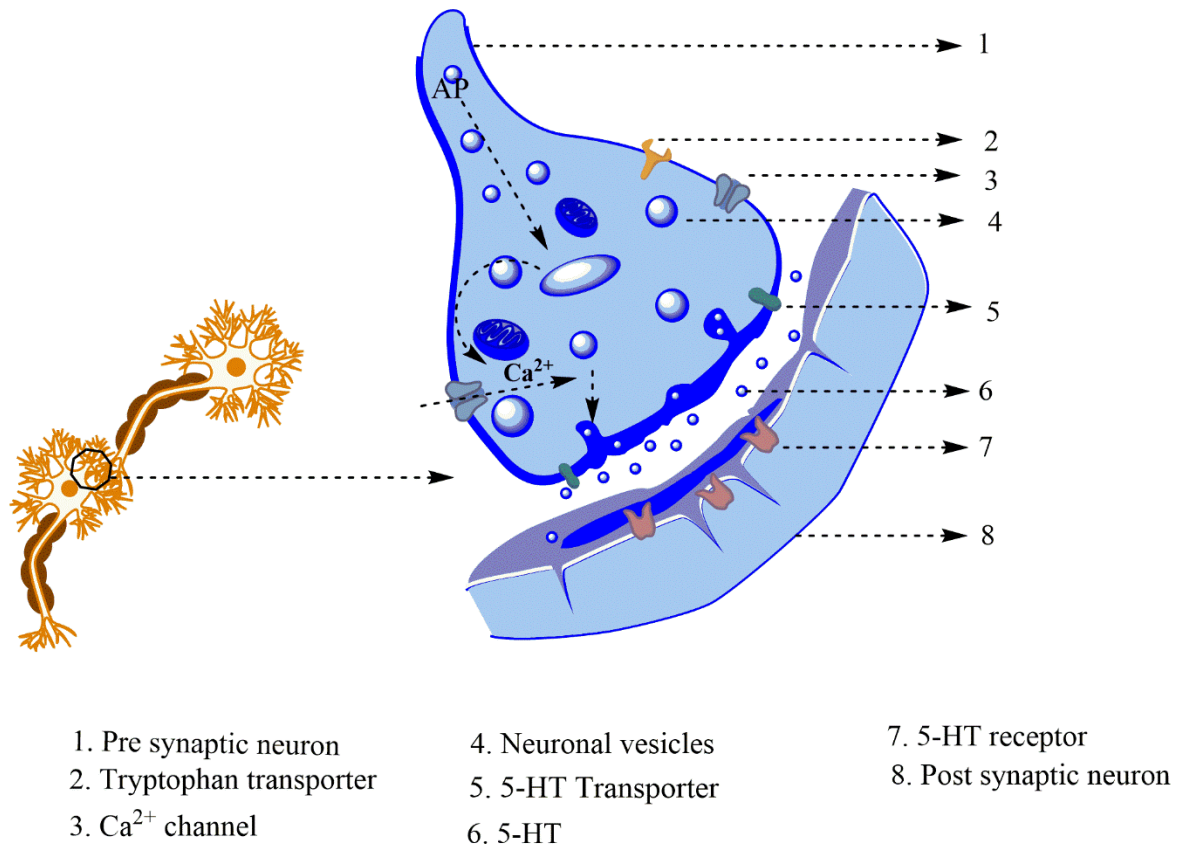 1
AP
2
3
4
5
Ca²⁺
6
7
8
1. Pre synaptic neuron
2. Tryptophan transporter
3. Ca²⁺ channel
4. Neuronal vesicles
5. 5-HT Transporter
6. 5-HT
7. 5-HT receptor
8. Post synaptic neuron